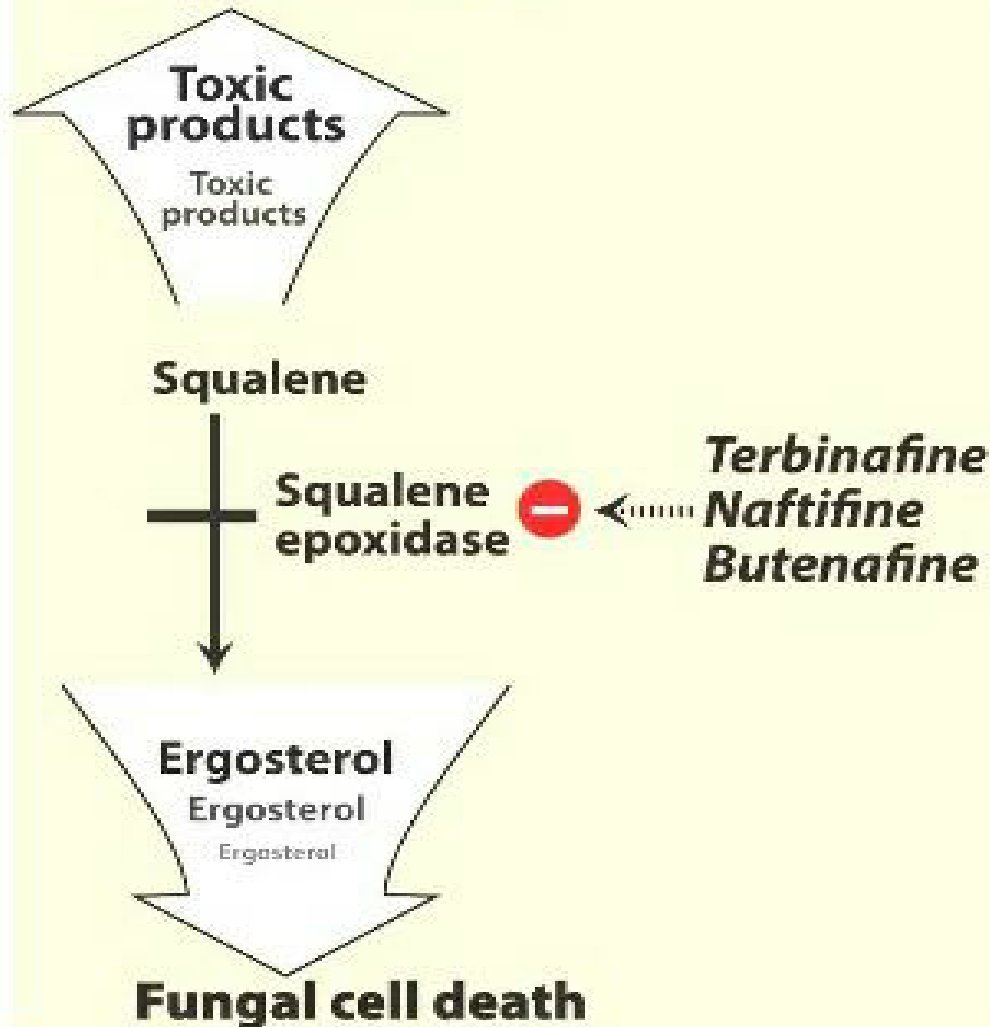 Toxic
products
Toxic
products
Squalene
Squalene
epoxidase
Terbinafine
Naftifine
Butenafine
Ergosterol
Ergosterol
Ergosterol
Fungal cell death